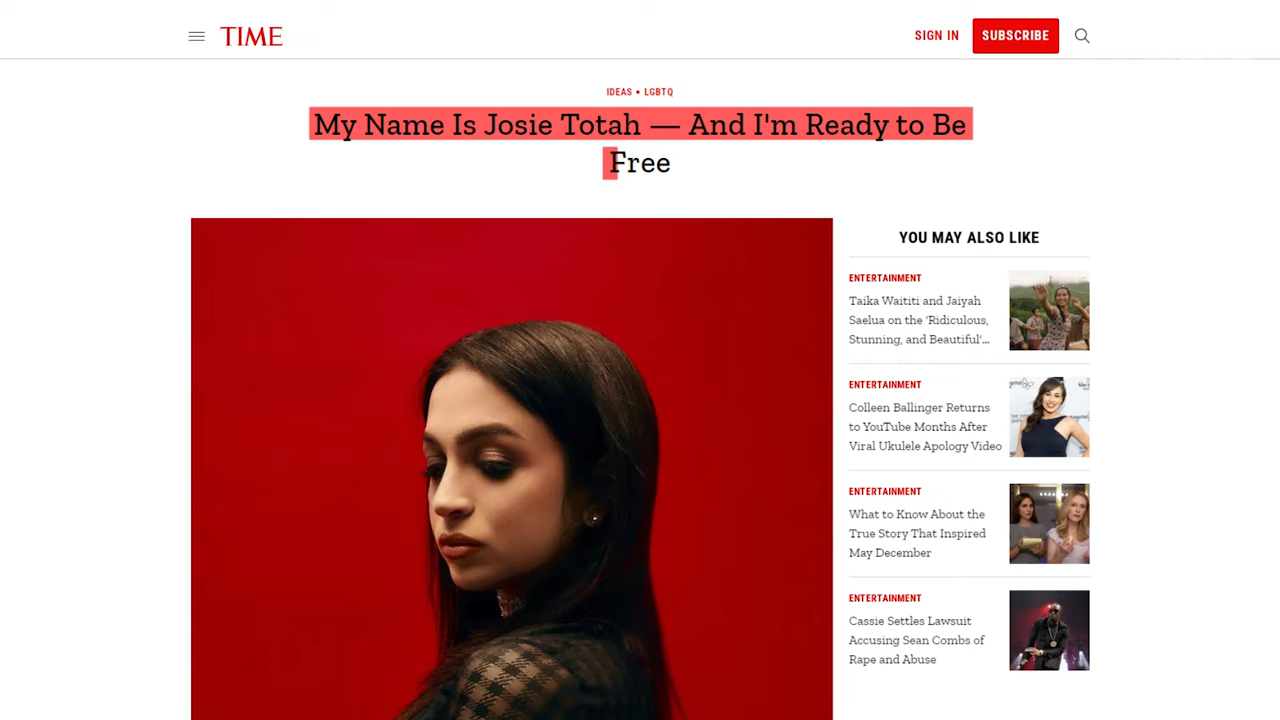 TIME
SIGN IN
SUBSCRIBE
IDEAS • LGBTQ
My Name Is Josie Totah — And I'm Ready to Be
Free
YOU MAY ALSO LIKE
ENTERTAINMENT
Taika Waititi and Jaiyah
Saelua on the 'Ridiculous,
Stunning, and Beautiful'...
ENTERTAINMENT
Colleen Ballinger Returns
to YouTube Months After
Viral Ukulele Apology Video
ENTERTAINMENT
What to Know About the
True Story That Inspired
May December
ENTERTAINMENT
Cassie Settles Lawsuit
Accusing Sean Combs of
Rape and Abuse